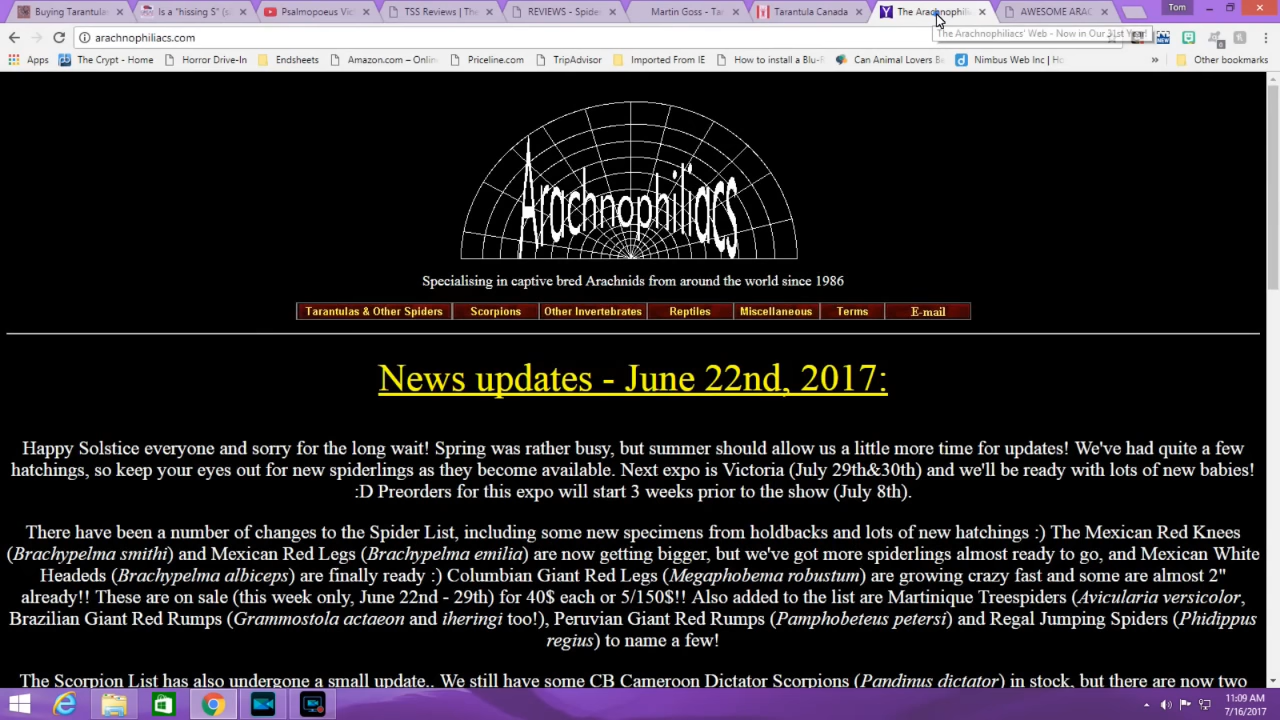 Buying Tarantula
Is a "hissing S" (s
Psalmopoeus Vic
TSS Reviews | The
REVIEWS - Spide
Martin Goss - Ta
Tarantula Canada
The Arachnophili
AWESOME ARAC
Tom
arachnophiliacs.com
The Arachnophiliacs' Web - Now in Our 31st Year!
Apps
The Crypt - Home
Horror Drive-In
Endsheets
Amazon.com – Onlin
Priceline.com
TripAdvisor
Imported From IE
How to install a Blu-R
Can Animal Lovers Be
Nimbus Web Inc | Ho
»
Other bookmarks
Arachnophiliacs
Specialising in captive bred Arachnids from around the world since 1986
Tarantulas & Other Spiders Scorpions Other Invertebrates Reptiles Miscellaneous Terms E-mail
News updates - June 22nd, 2017:
Happy Solstice everyone and sorry for the long wait! Spring was rather busy, but summer should allow us a little more time for updates! We've had quite a few
hatchings, so keep your eyes out for new spiderlings as they become available. Next expo is Victoria (July 29th&30th) and we'll be ready with lots of new babies!
:D Preorders for this expo will start 3 weeks prior to the show (July 8th).
There have been a number of changes to the Spider List, including some new specimens from holdbacks and lots of new hatchings :) The Mexican Red Knees
(Brachypelma smithi) and Mexican Red Legs (Brachypelma emilia) are now getting bigger, but we've got more spiderlings almost ready to go, and Mexican White
Headeds (Brachypelma albiceps) are finally ready :) Columbian Giant Red Legs (Megaphobema robustum) are growing crazy fast and some are almost 2"
already!! These are on sale (this week only, June 22nd - 29th) for 40$ each or 5/150$!! Also added to the list are Martinique Treespiders (Avicularia versicolor,
Brazilian Giant Red Rumps (Grammostola actaeon and iheringi too!), Peruvian Giant Red Rumps (Pamphobeteus petersi) and Regal Jumping Spiders (Phidippus
regius) to name a few!
The Scorpion List has also undergone a small update.. We still have some CB Cameroon Dictator Scorpions (Pandinus dictator) in stock, but there are now two
11:09 AM
7/16/2017